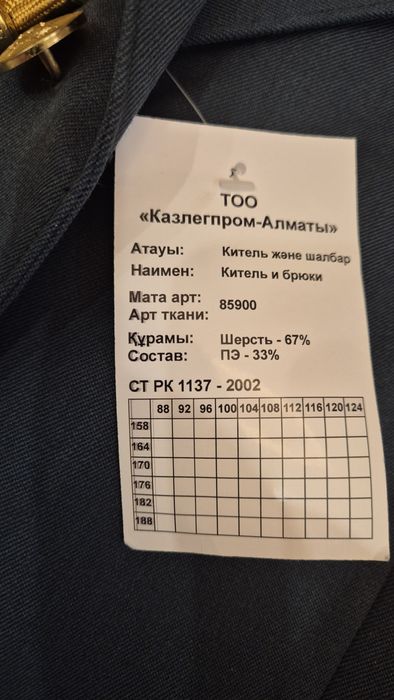 ТОО
«Казлегпром-Алматы»
Атауы: Китель және шалбар
Наимен: Китель и брюки
Мата арт: 85900
Арт ткани:
Құрамы: Шерсть - 67%
Состав: ПЭ - 33%
СТ РК 1137 - 2002
88 92 96 100 104 108 112 116 120 124
158
164
170
176
182
188